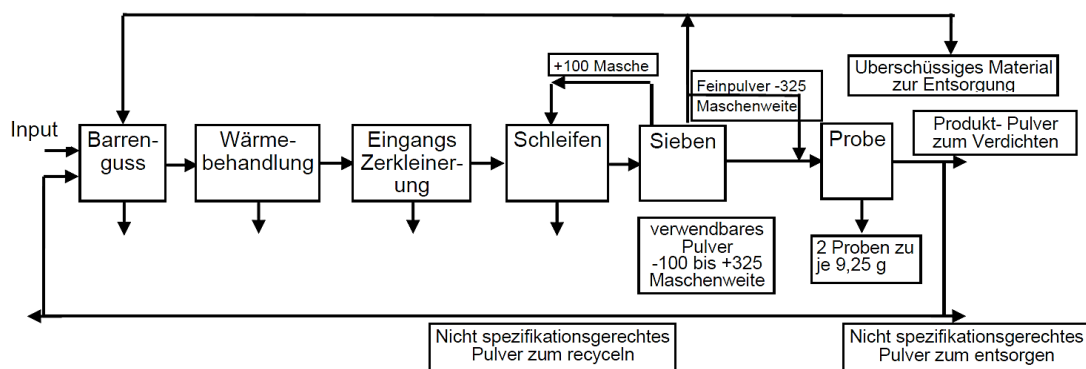 +100 Masche
Feinpulver -325
Maschenweite
Uberschüssiges Material
zur Entsorgung
Input
Barren-
guss
Wärme-
behandlung
Eingangs
Zerkleiner-
ung
Schleifen
Sieben
Probe
Produkt- Pulver
zum Verdichten
verwendbares
Pulver
-100 bis +325
Maschenweite
2 Proben zu
je 9,25 g
Nicht spezifikationsgerechtes
Pulver zum recyceln
Nicht spezifikationsgerechtes
Pulver zum entsorgen